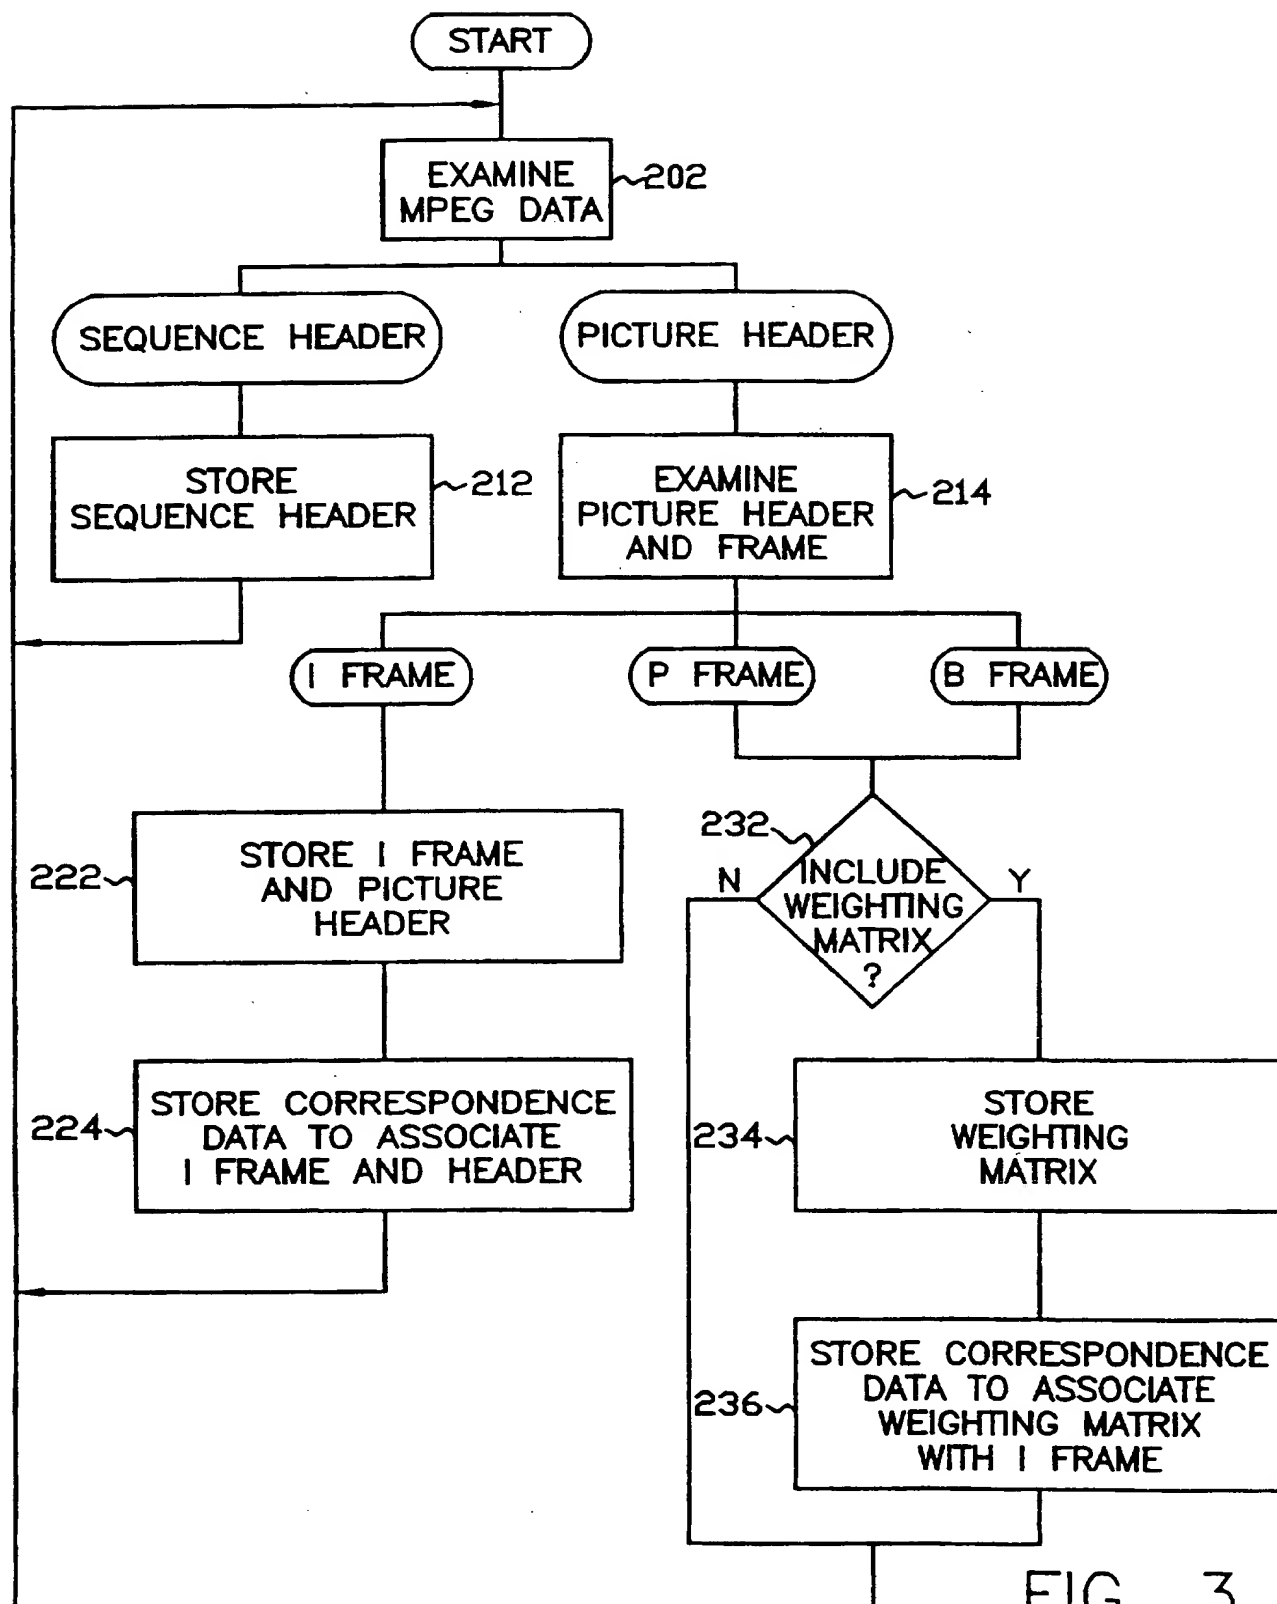 START
EXAMINE
MPEG DATA
202
SEQUENCE HEADER
PICTURE HEADER
STORE
SEQUENCE HEADER
212
EXAMINE
PICTURE HEADER
AND FRAME
214
I FRAME
P FRAME
B FRAME
232
INCLUDE
WEIGHTING
MATRIX
?
N
Y
222
STORE I FRAME
AND PICTURE
HEADER
224
STORE CORRESPONDENCE
DATA TO ASSOCIATE
I FRAME AND HEADER
234
STORE
WEIGHTING
MATRIX
236
STORE CORRESPONDENCE
DATA TO ASSOCIATE
WEIGHTING MATRIX
WITH I FRAME
FIG. 3